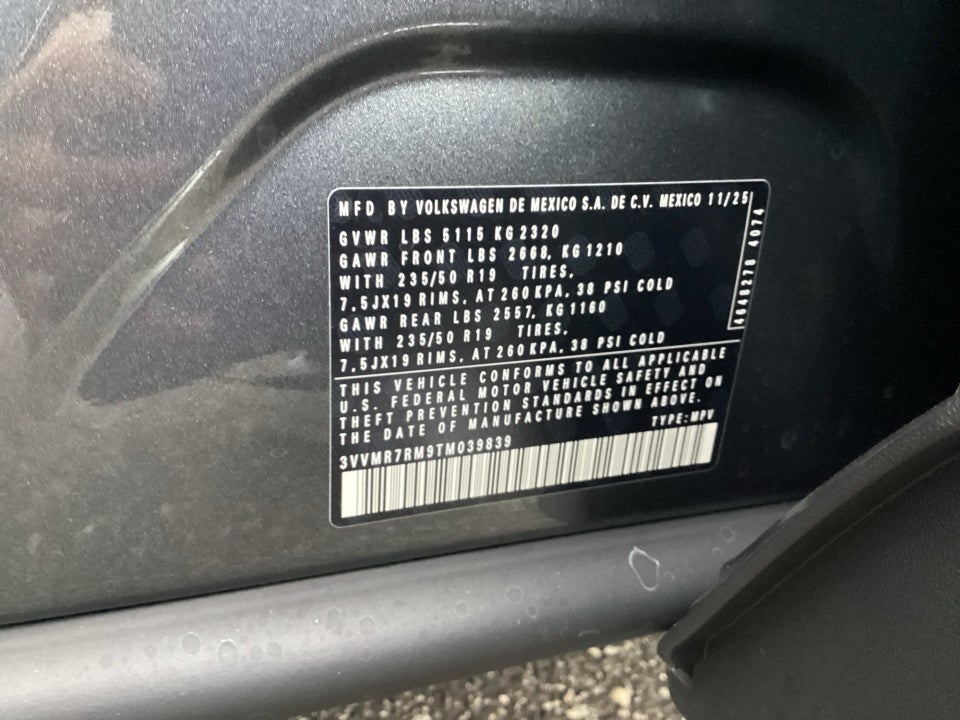 MFD BY VOLKSWAGEN DE MEXICO S.A. DE C.V. MEXICO 11/25
GVWR LBS 5115 KG 2320
GAWR FRONT LBS 2668, KG 1210
WITH 235/50 R19 TIRES,
7.5JX19 RIMS, AT 260 KPA, 38 PSI COLD
GAWR REAR LBS 2557, KG 1160
WITH 235/50 R19 TIRES,
7.5JX19 RIMS, AT 260 KPA, 38 PSI COLD
4648278 4074
THIS VEHICLE CONFORMS TO ALL APPLICABLE
U.S. FEDERAL MOTOR VEHICLE SAFETY AND
THEFT PREVENTION STANDARDS IN EFFECT ON
THE DATE OF MANUFACTURE SHOWN ABOVE.
TYPE: MPV
3VVMR7RM9TM039839